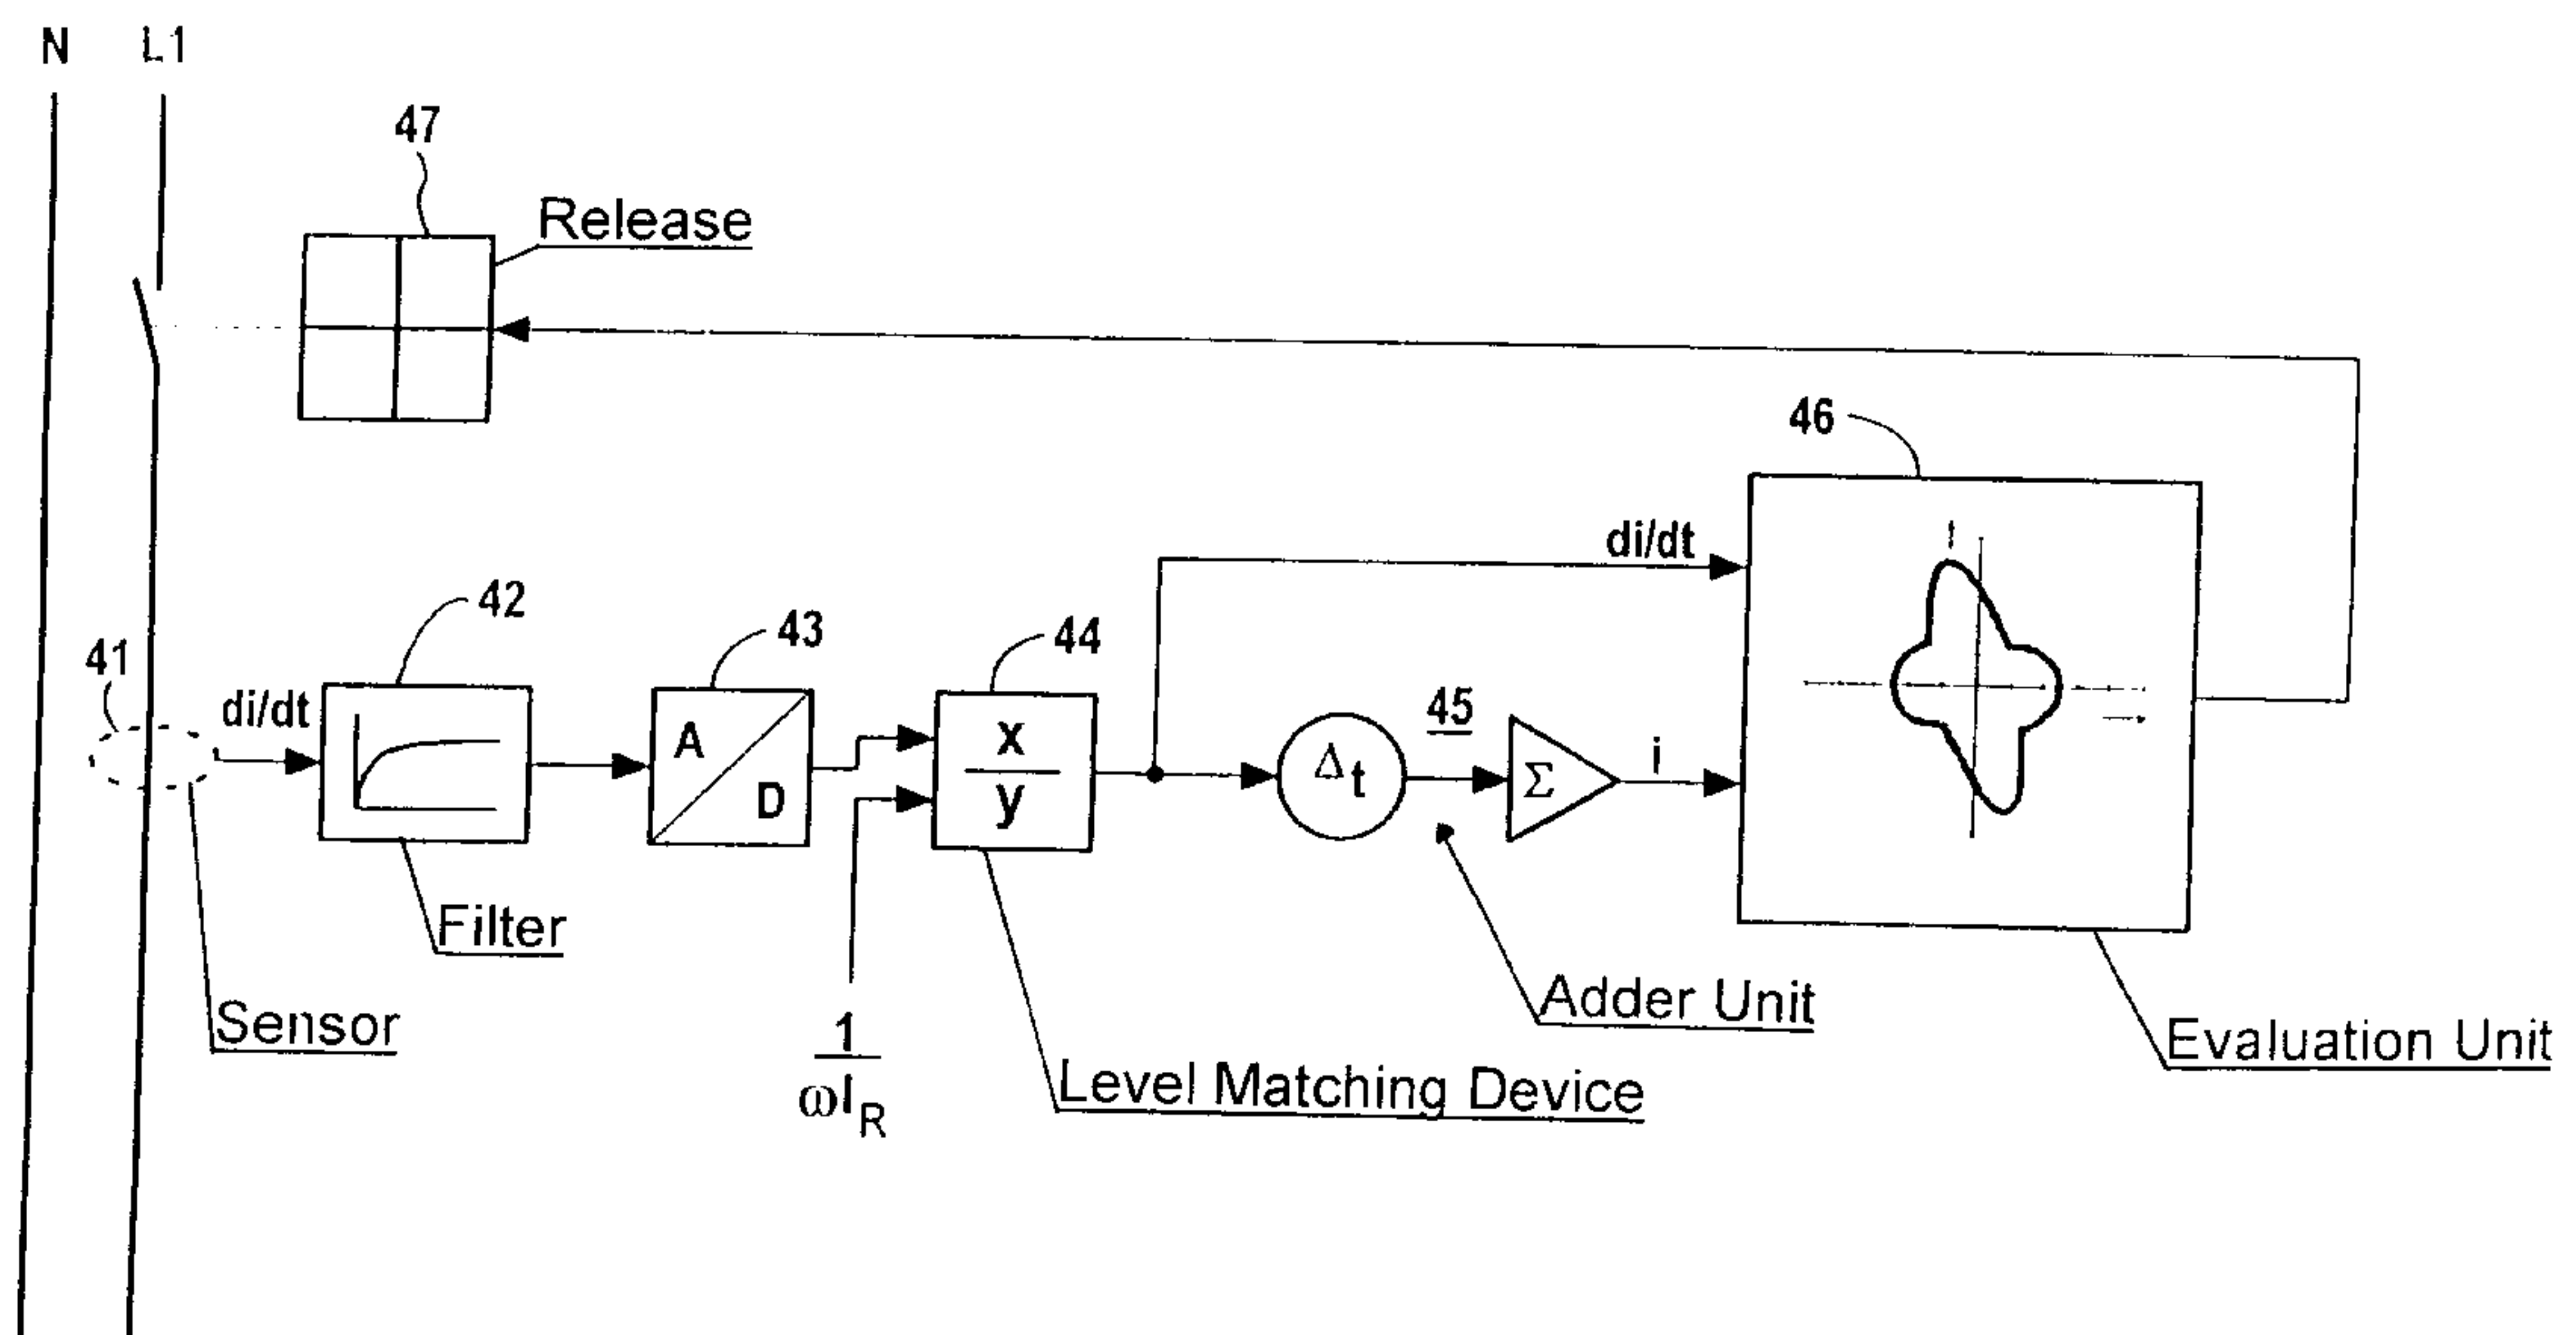 N L1
47
Release
46
di/dt
42
43
44
41
di/dt
45
A
D
x
y
Δt
Σ
i
Filter
Sensor
1
ωIR
Level Matching Device
Adder Unit
Evaluation Unit